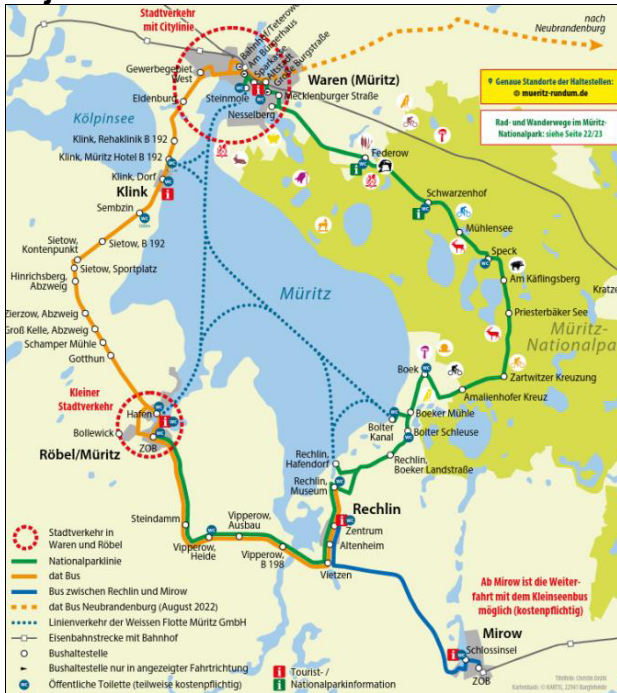 Stadtverkehr
mit Citylinie
nach
Neubrandenburg
Bahnhof/Teterower
Am Bürgerhaus
Sparkasse
Altstadt
Große Burgstraße
Gewerbegebiet
West
Waren (Müritz)
Steinmole
Mecklenburger Straße
Nesselberg
Eldenburg
Genaue Standorte der Haltestellen:
mueritz-rundum.de
Rad- und Wanderwege im Müritz-
Nationalpark: siehe Seite 22/23
Kölpinsee
Klink, Rehaklinik B 192
Klink, Müritz Hotel B 192
Klink, Dorf
Klink
Sembzin
Federow
Schwarzenhof
Mühlensee
Speck
Am Käflingsberg
Sietow,
Kontenpunkt
Sietow, B 192
Sietow, Sportplatz
Hinrichsberg,
Abzweig
Müritz
Kratze
Priesterbäker See
Müritz-
Nationalpa
Zierzow, Abzweig
Groß Kelle, Abzweig
Schamper Mühle
Gotthun
Boek
Zartwitzer Kreuzung
Amalienhofer Kreuz
Kleiner
Stadtverkehr
Hafen
Bollewick
ZOB
Röbel/Müritz
Boeker Mühle
Bolter
Kanal
Bolter Schleuse
Rechlin,
Hafendorf
Rechlin,
Boeker Landstraße
Rechlin,
Museum
Rechlin
Zentrum
Altenheim
Steindamm
Vipperow,
Ausbau
Vipperow,
Heide
Vipperow,
B 198
Vietzen
Stadtverkehr in
Waren und Röbel
Nationalparklinie
dat Bus
Bus zwischen Rechlin und Mirow
dat Bus Neubrandenburg (August 2022)
Linienverkehr der Weissen Flotte Müritz GmbH
Eisenbahnstrecke mit Bahnhof
Bushaltestelle
Bushaltestelle nur in angezeigter Fahrtrichtung
WC Öffentliche Toilette (teilweise kostenpflichtig)
i Tourist- /
i Nationalparkinformation
Ab Mirow ist die Weiter-
fahrt mit dem Kleinseenbus
möglich (kostenpflichtig)
Mirow
Schlossinsel
ZOB